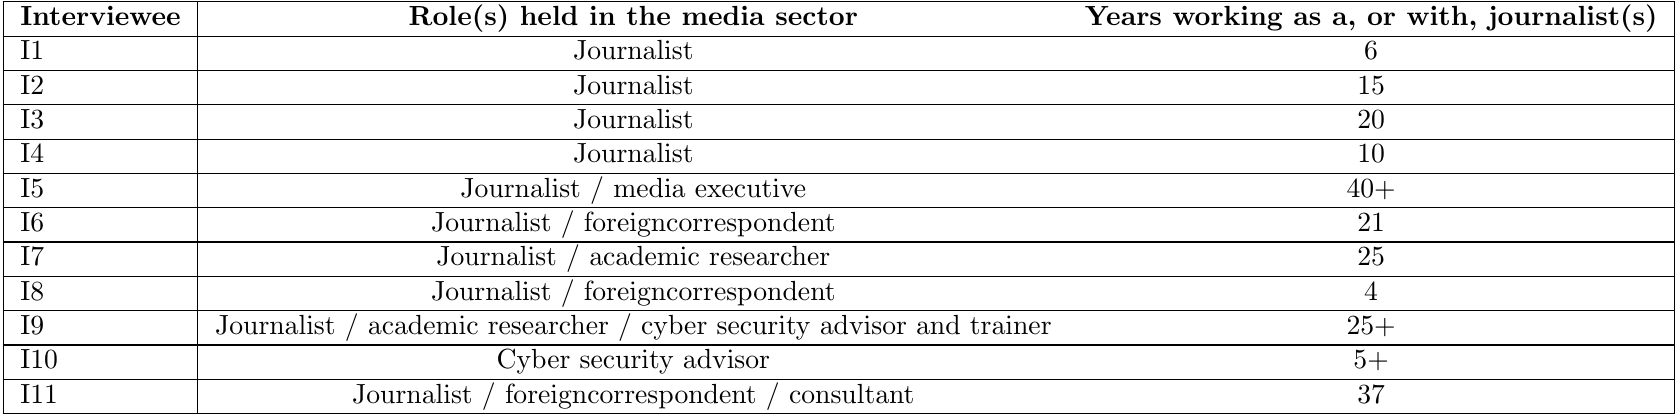 Interviewee Role(s) held in the media sector Years working as a, or with, journalist(s)
I1 Journalist 6
I2 Journalist 15
I3 Journalist 20
I4 Journalist 10
I5 Journalist / media executive 40+
I6 Journalist / foreigncorrespondent 21
I7 Journalist / academic researcher 25
I8 Journalist / foreigncorrespondent 4
I9 Journalist / academic researcher / cyber security advisor and trainer 25+
I10 Cyber security advisor 5+
I11 Journalist / foreigncorrespondent / consultant 37